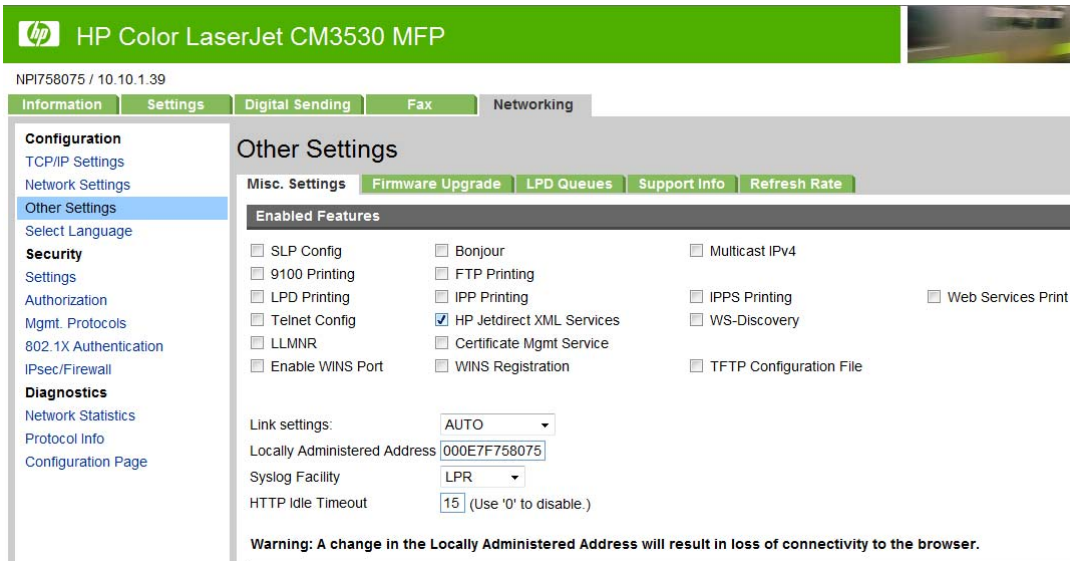 hp HP Color LaserJet CM3530 MFP
NPI758075 / 10.10.1.39
Information Settings Digital Sending Fax Networking
Configuration
TCP/IP Settings
Network Settings
Other Settings
Select Language
Security
Settings
Authorization
Mgmt. Protocols
802.1X Authentication
IPsec/Firewall
Diagnostics
Network Statistics
Protocol Info
Configuration Page
Other Settings
Misc. Settings Firmware Upgrade LPD Queues Support Info Refresh Rate
Enabled Features
SLP Config Bonjour Multicast IPv4
9100 Printing FTP Printing
LPD Printing IPP Printing IPPS Printing Web Services Print
Telnet Config HP Jetdirect XML Services WS-Discovery
LLMNR Certificate Mgmt Service
Enable WINS Port WINS Registration TFTP Configuration File
Link settings: AUTO
Locally Administered Address 000E7F758075
Syslog Facility LPR
HTTP Idle Timeout 15 (Use '0' to disable.)
Warning: A change in the Locally Administered Address will result in loss of connectivity to the browser.